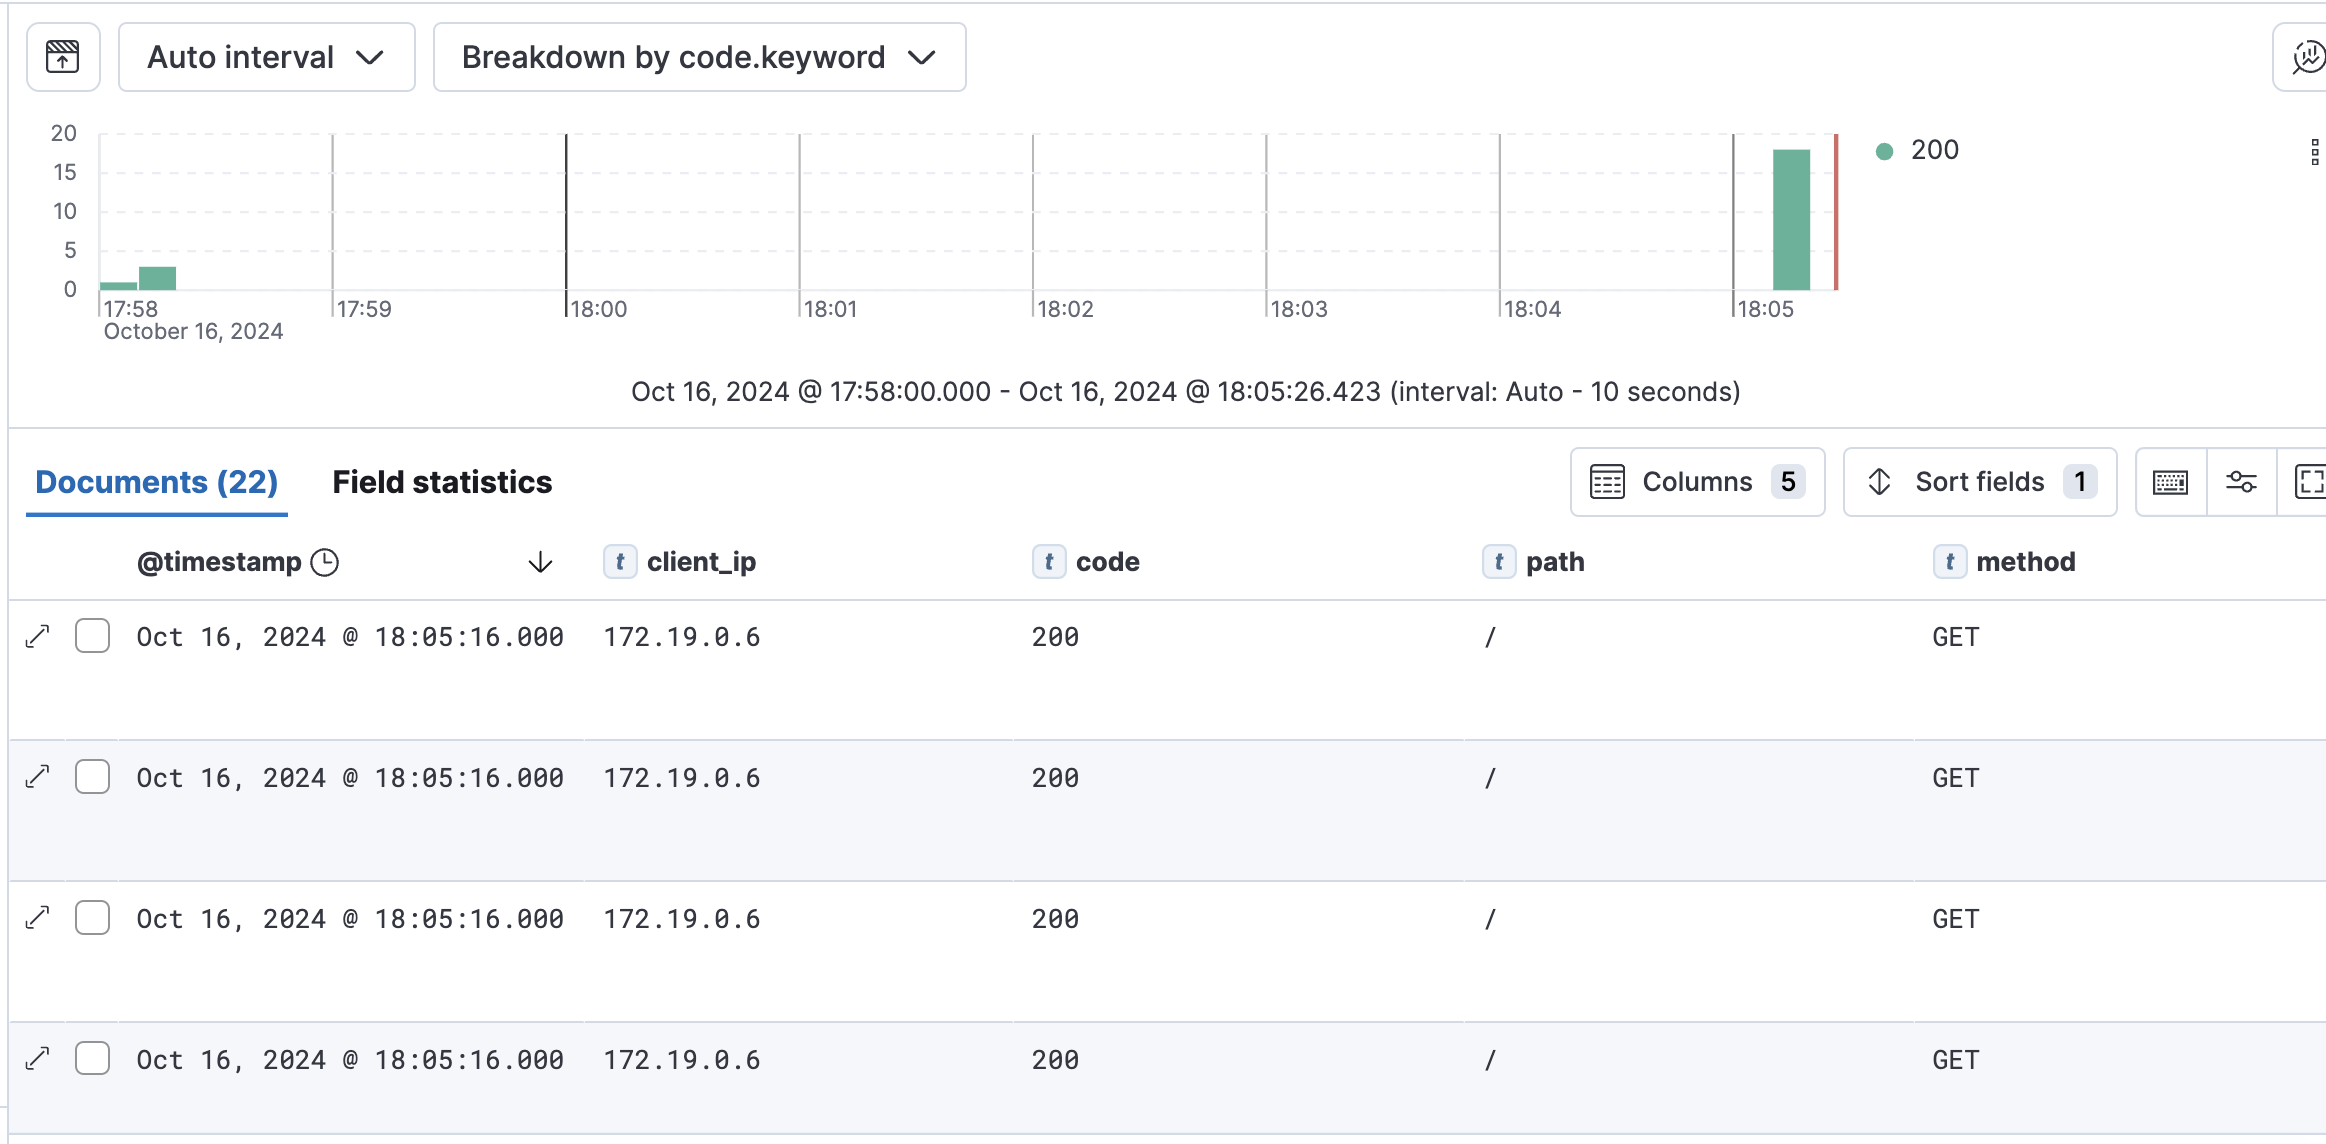 Auto interval
Breakdown by code.keyword
20
15
10
5
0
17:58
17:59
18:00
18:01
18:02
18:03
18:04
18:05
October 16, 2024
200
Oct 16, 2024 @ 17:58:00.000 - Oct 16, 2024 @ 18:05:26.423 (interval: Auto - 10 seconds)
Documents (22)
Field statistics
Columns 5
Sort fields 1
@timestamp t client_ip t code t path t method
Oct 16, 2024 @ 18:05:16.000 172.19.0.6 200 / GET
Oct 16, 2024 @ 18:05:16.000 172.19.0.6 200 / GET
Oct 16, 2024 @ 18:05:16.000 172.19.0.6 200 / GET
Oct 16, 2024 @ 18:05:16.000 172.19.0.6 200 / GET